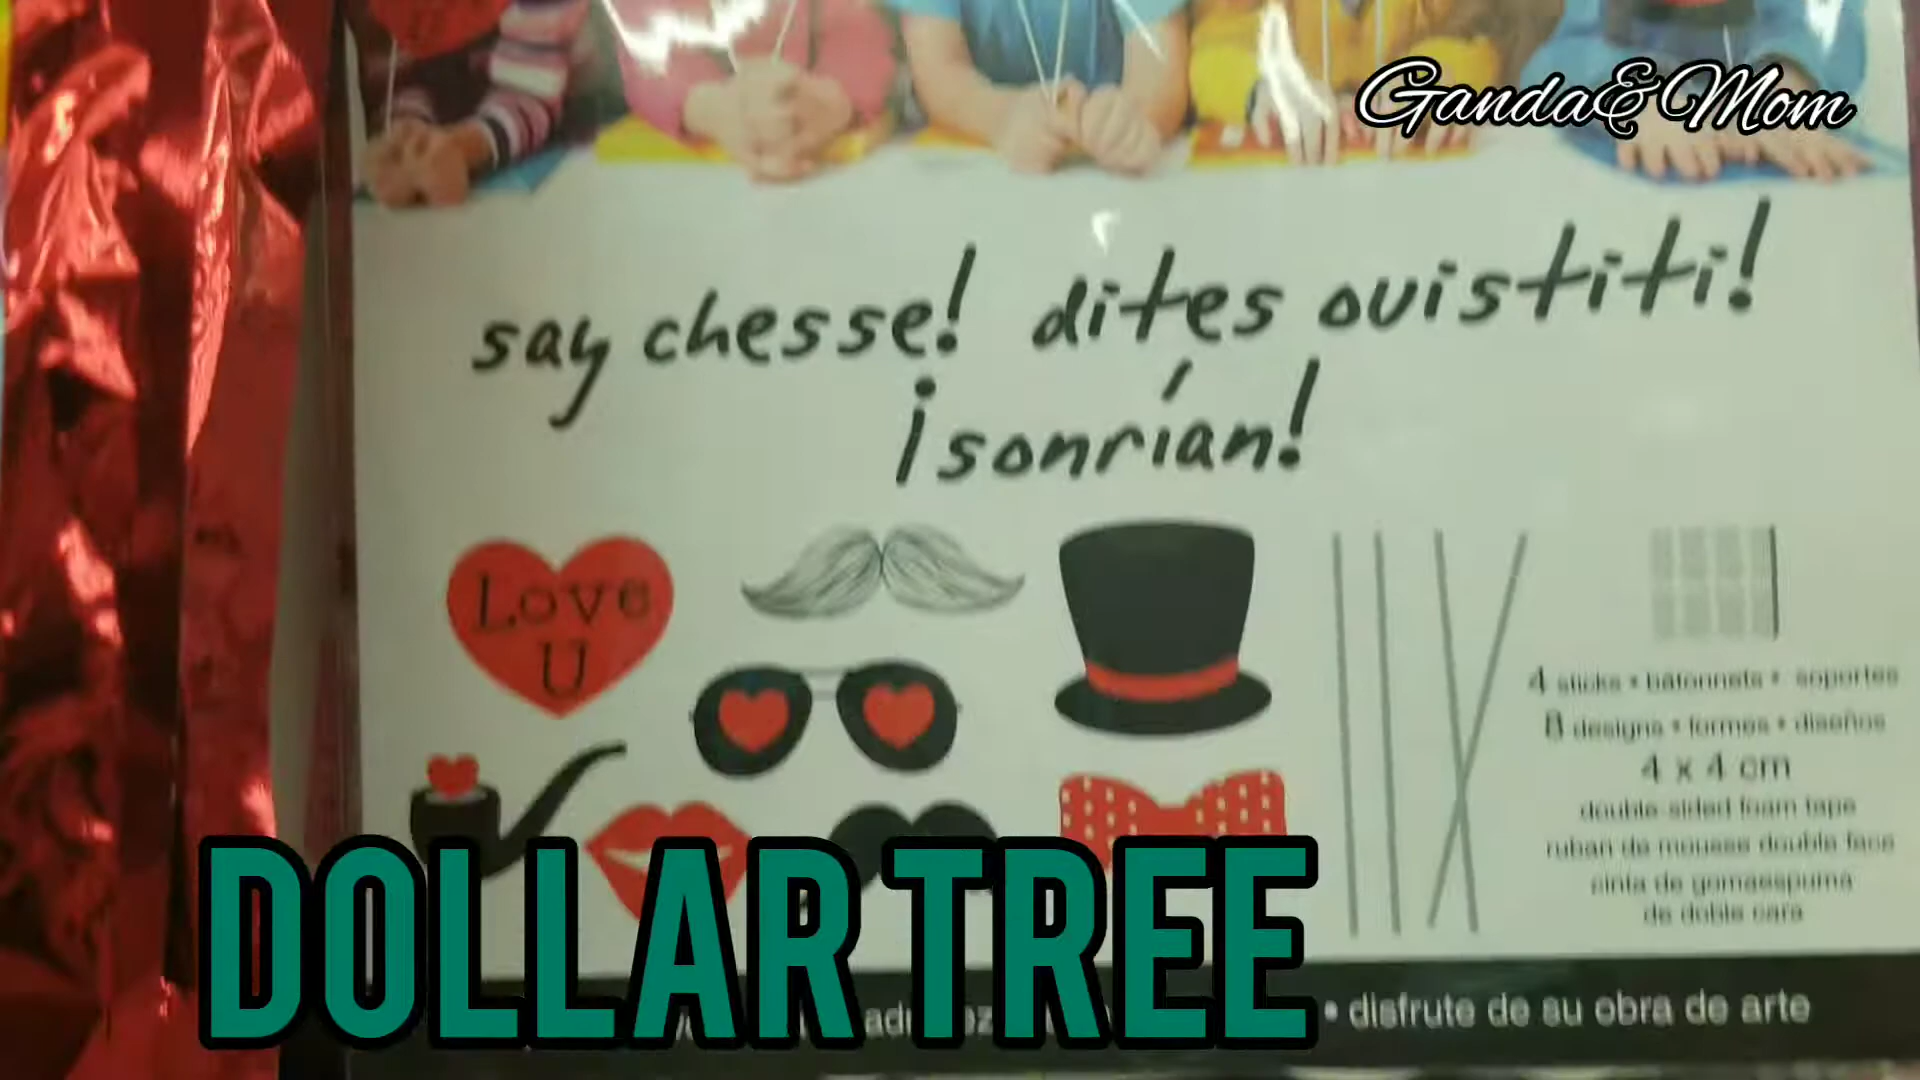 Ganda&Mom
say chesse! dites ouistiti!
¡sonrían!
Love
U
4 sticks • bâtonnets • soportes
8 designs • formes • diseños
4 x 4 cm
double sided foam tape
ruban de mousse double face
cinta de gomaespuma
de doble cara
DOLLAR TREE
• disfrute de su obra de arte